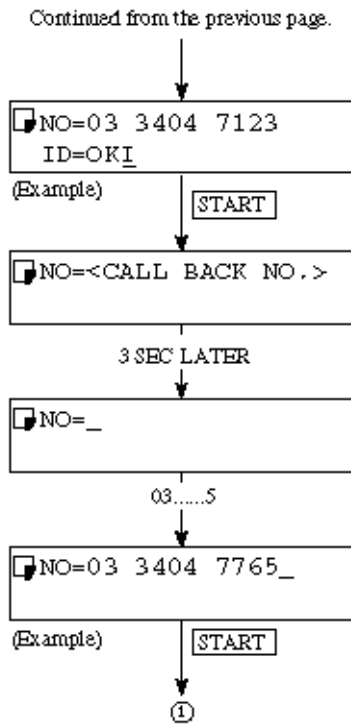 Continued from the previous page.
NO=03 3404 7123
ID=OKI
(Example)
START
NO=<CALL BACK NO.>
3 SEC LATER
NO=_
03......5
NO=03 3404 7765_
(Example)
START
①